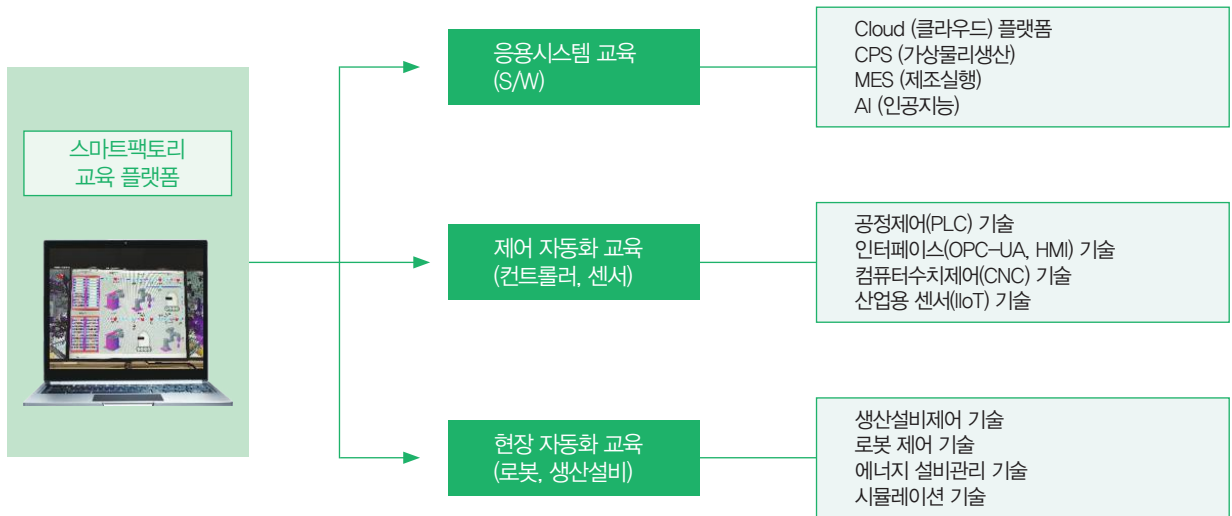 스마트팩토리
교육 플랫폼
응용시스템 교육
(S/W)
Cloud (클라우드) 플랫폼
CPS (가상물리생산)
MES (제조실행)
AI (인공지능)
제어 자동화 교육
(컨트롤러, 센서)
공정제어(PLC) 기술
인터페이스(OPC-UA, HMI) 기술
컴퓨터수치제어(CNC) 기술
산업용 센서(IIoT) 기술
현장 자동화 교육
(로봇, 생산설비)
생산설비제어 기술
로봇 제어 기술
에너지 설비관리 기술
시뮬레이션 기술